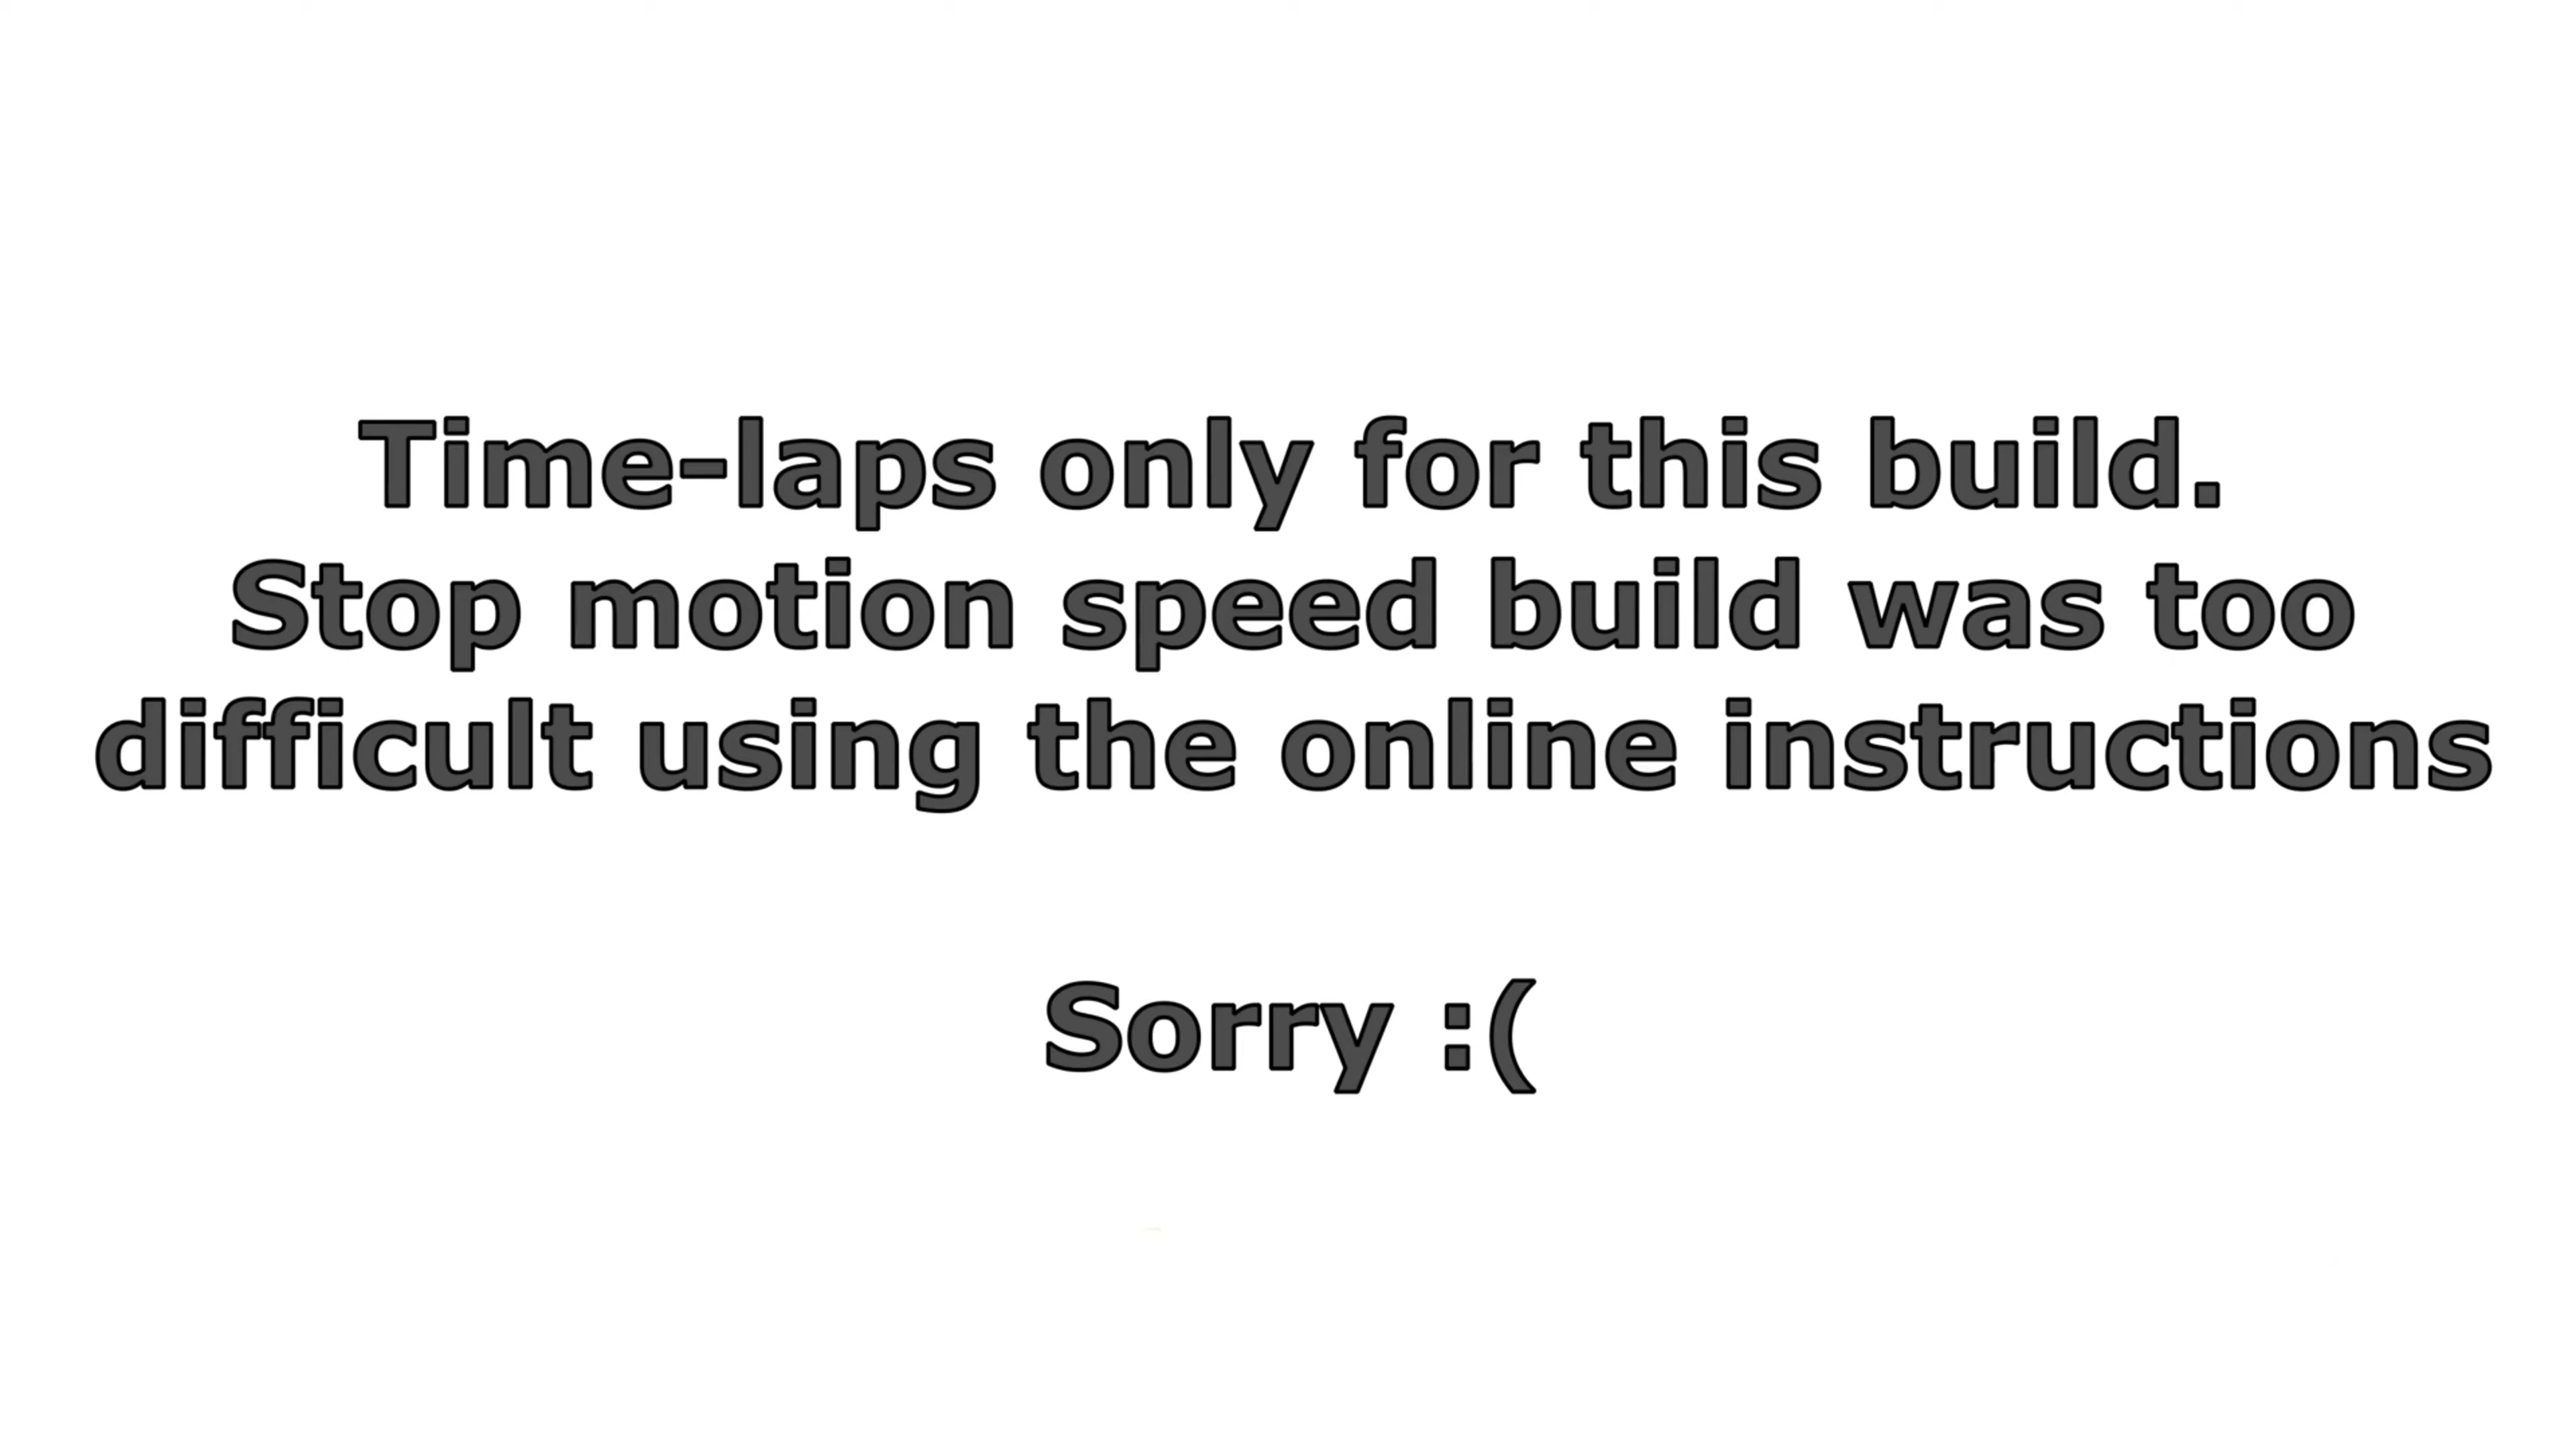 Time-laps only for this build.
Stop motion speed build was too
difficult using the online instructions
Sorry :(